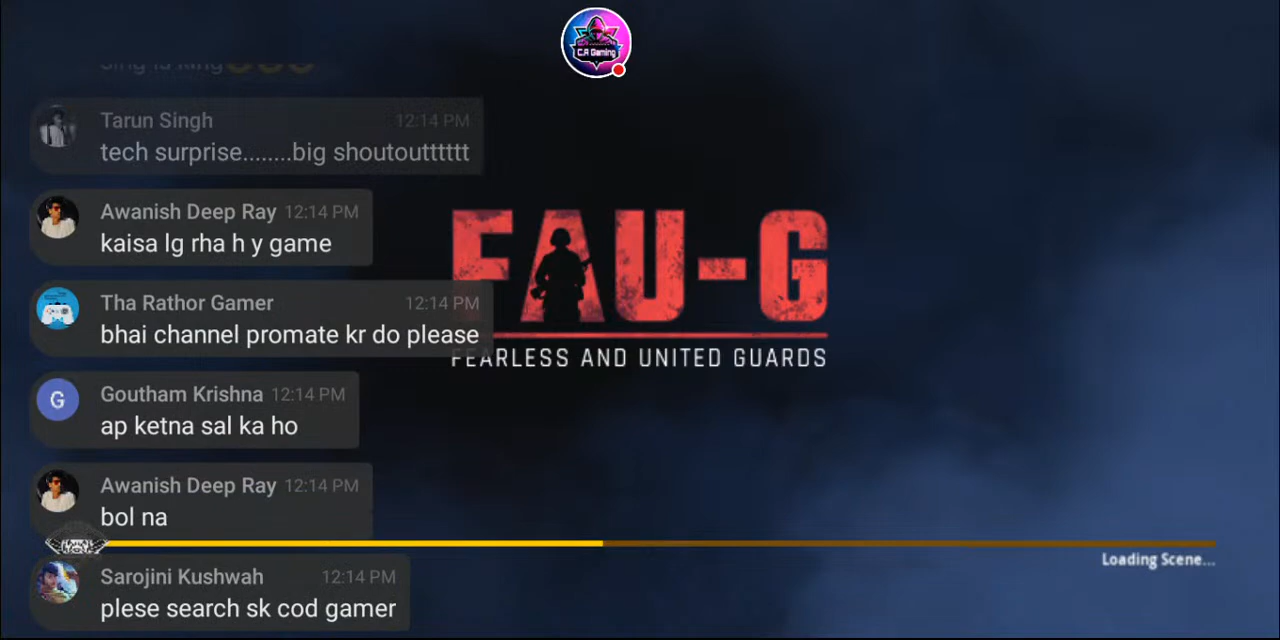 C.R Gaming
Tarun Singh 12:14 PM
tech surprise........big shoutoutttttt
Awanish Deep Ray 12:14 PM
kaisa lg rha h y game
Tha Rathor Gamer 12:14 PM
bhai channel promate kr do please
Goutham Krishna 12:14 PM
G
ap ketna sal ka ho
Awanish Deep Ray 12:14 PM
bol na
Sarojini Kushwah 12:14 PM
plese search sk cod gamer
FAU-G
FEARLESS AND UNITED GUARDS
Loading Scene...